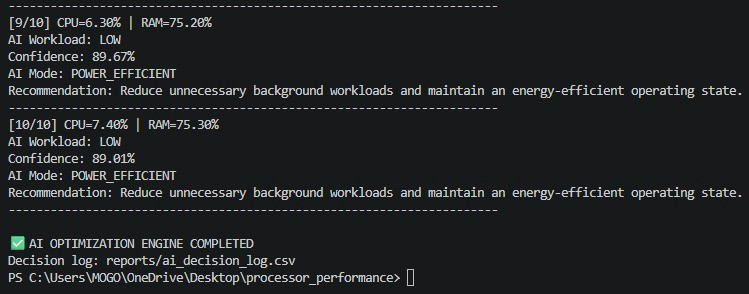 ----------------------------------------------------------------------
[9/10] CPU=6.30% | RAM=75.20%
AI Workload: LOW
Confidence: 89.67%
AI Mode: POWER_EFFICIENT
Recommendation: Reduce unnecessary background workloads and maintain an energy-efficient operating state.
----------------------------------------------------------------------
[10/10] CPU=7.40% | RAM=75.30%
AI Workload: LOW
Confidence: 89.01%
AI Mode: POWER_EFFICIENT
Recommendation: Reduce unnecessary background workloads and maintain an energy-efficient operating state.
----------------------------------------------------------------------
✅ AI OPTIMIZATION ENGINE COMPLETED
Decision log: reports/ai_decision_log.csv
PS C:\Users\MOGO\OneDrive\Desktop\processor_performance>